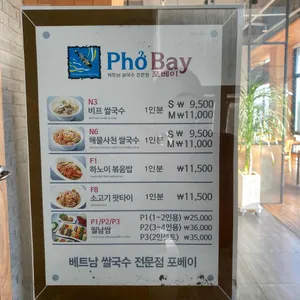 Phở Bay
베트남 쌀국수 전문점 포베이
N3
비프 쌀국수 1인분 S ₩ 9,500
M ₩11,000
N6
해물사천 쌀국수 1인분 S ₩ 9,500
M ₩11,000
F1
하노이 볶음밥 1인분 ₩11,500
F8
소고기 팟타이 1인분 ₩11,500
P1/P2/P3 P1(1-2인용) ₩25,000
월남쌈 P2(3-4인용) ₩36,000
P3(2인세트) ₩35,000
베트남 쌀국수 전문점 포베이